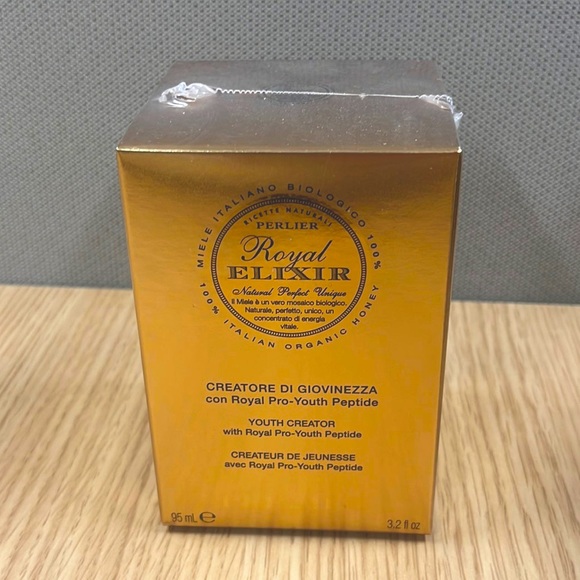 MIELE ITALIANO BIOLOGICO 100%
RICETTE NATURALI
PERLIER
Royal
ELIXIR
Natural Perfect Unique
Il Miele è un vero mosaico biologico.
Naturale, perfetto, unico, un
concentrato di energia
vitale.
100% ITALIAN ORGANIC HONEY
CREATORE DI GIOVINEZZA
con Royal Pro-Youth Peptide
YOUTH CREATOR
with Royal Pro-Youth Peptide
CREATEUR DE JEUNESSE
avec Royal Pro-Youth Peptide
95 mL ℮
3.2 fl oz